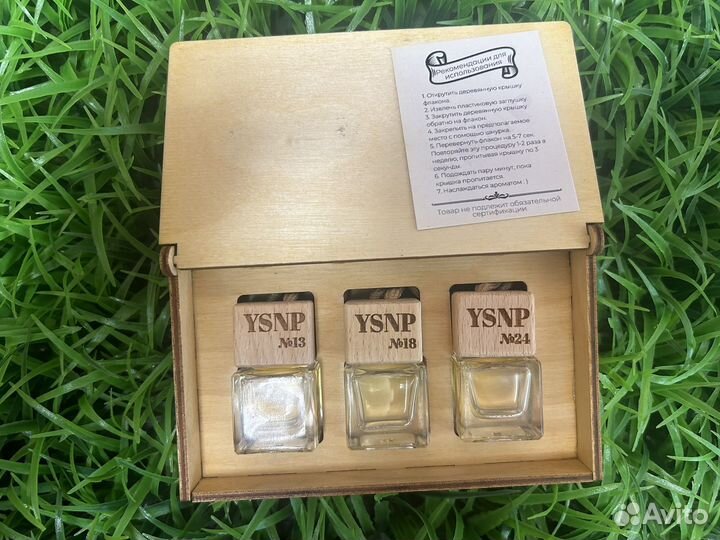 Рекомендации для
использования
1. Открутить деревянную крышку
флакона.
2. Извлечь пластиковую заглушку
3. Закрутить деревянную крышку
обратно на флакон.
4. Закрепить на предполагаемое
место с помощью шнурка.
5. Перевернуть флакон на 5-7 сек.
Повторяйте эту процедуру 1-2 раза в
неделю, пропитывая крышку по 3
секунды.
6. Подождать пару минут, пока
крышка пропитается.
7. Наслаждаться ароматом : )
Товар не подлежит обязательной
сертификации
YSNP
№13
YSNP
№18
YSNP
№24
Avito